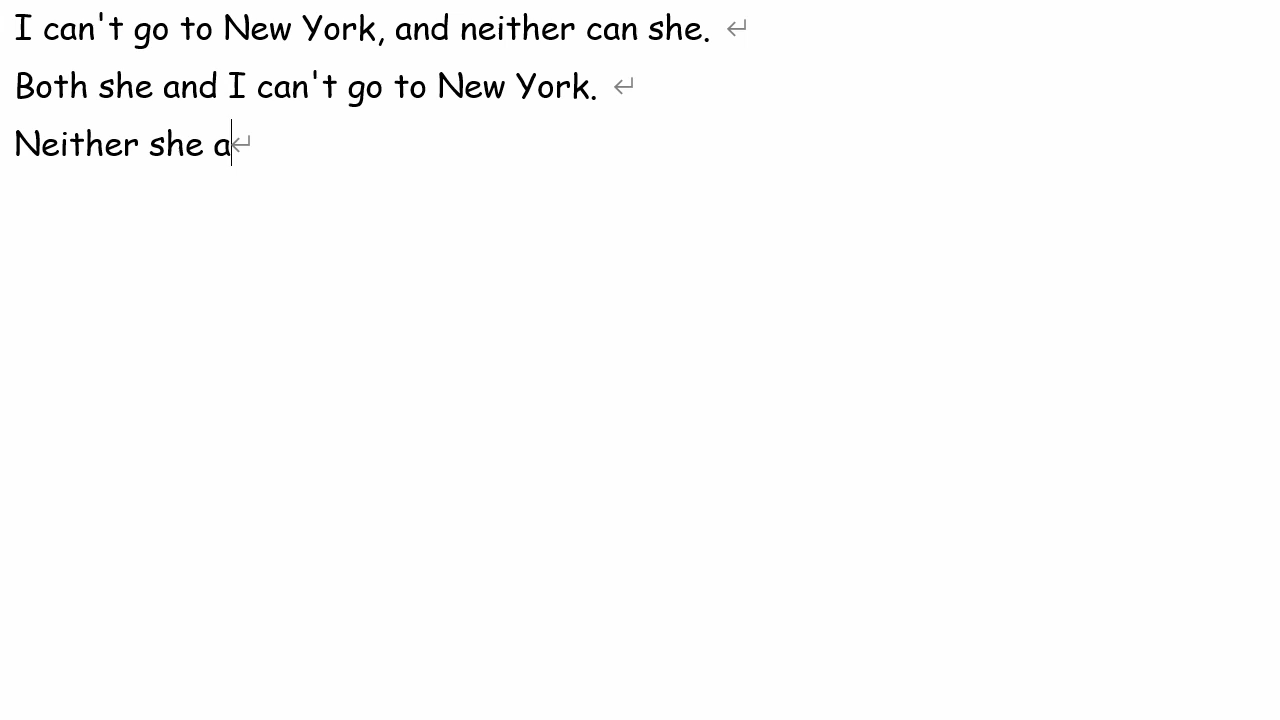 I can't go to New York, and neither can she.
Both she and I can't go to New York.
Neither she a